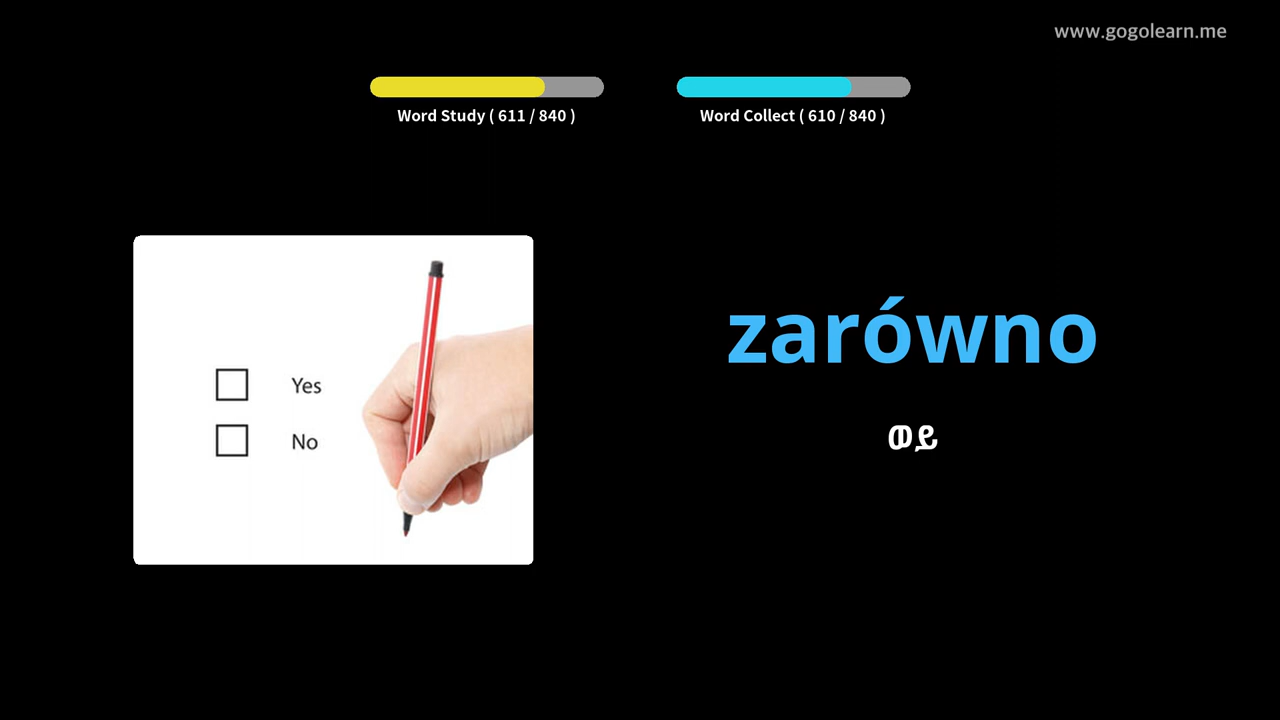 www.gogolearn.me
Word Study ( 611 / 840 )
Word Collect ( 610 / 840 )
Yes
No
zarówno
ወይ